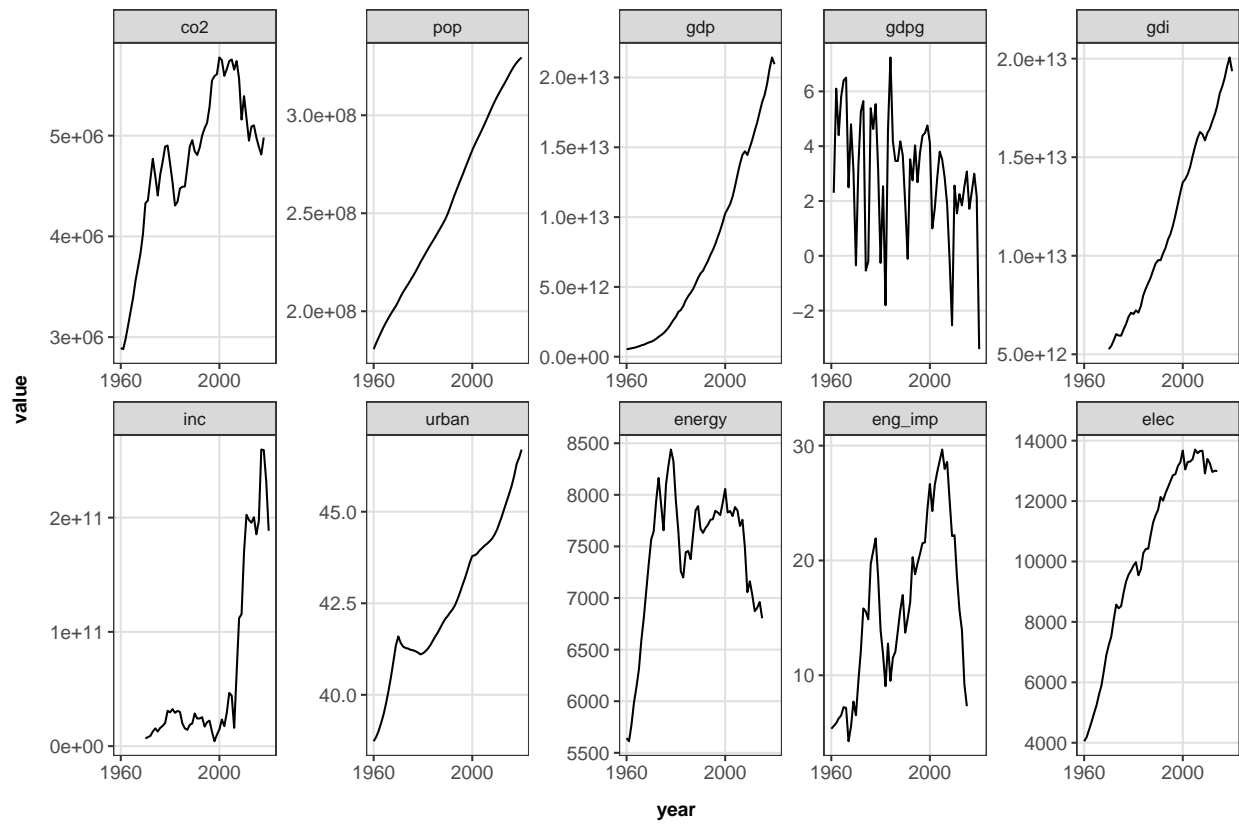 co2 pop gdp gdpg gdi
5e+06
4e+06
3e+06
1960 2000
3.0e+08
2.5e+08
2.0e+08
1960 2000
2.0e+13
1.5e+13
1.0e+13
5.0e+12
0.0e+00
1960 2000
6
4
2
0
−2
1960 2000
2.0e+13
1.5e+13
1.0e+13
5.0e+12
1960 2000
value
inc urban energy eng_imp elec
2e+11
1e+11
0e+00
1960 2000
45.0
42.5
40.0
1960 2000
8500
8000
7500
7000
6500
6000
5500
1960 2000
30
20
10
1960 2000
14000
12000
10000
8000
6000
4000
1960 2000
year